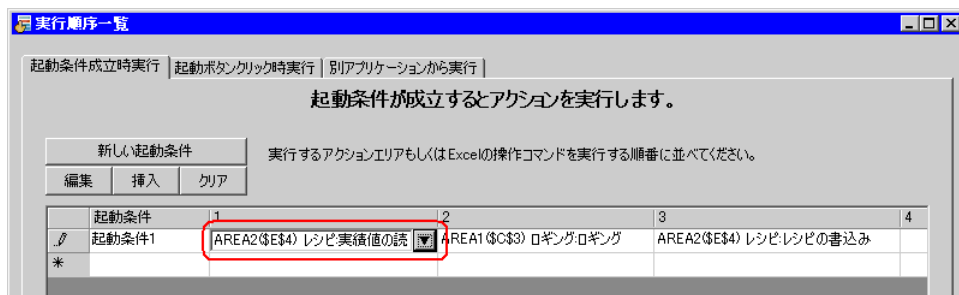 実行順序一覧
起動条件成立時実行 起動ボタンクリック時実行 別アプリケーションから実行
起動条件が成立するとアクションを実行します。
新しい起動条件
実行するアクションエリアもしくはExcelの操作コマンドを実行する順番に並べてください。
編集 挿入 クリア
起動条件 1 2 3 4
起動条件1 AREA2($E$4) レシピ:実績値の読 AREA1($C$3) ロギング:ロギング AREA2($E$4) レシピ:レシピの書込み
*